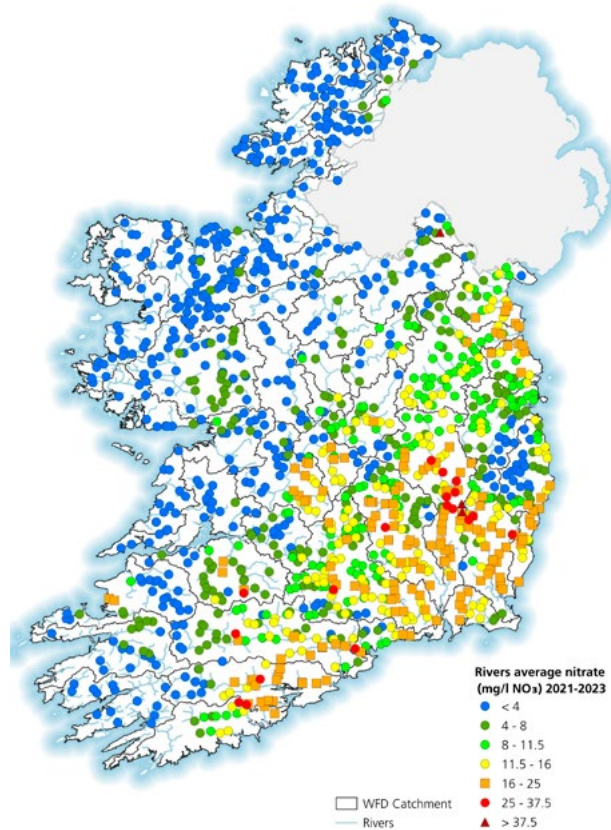 Rivers average nitrate
(mg/l NO₃) 2021-2023
< 4
4 - 8
8 - 11.5
11.5 - 16
16 - 25
25 - 37.5
> 37.5
WFD Catchment
Rivers